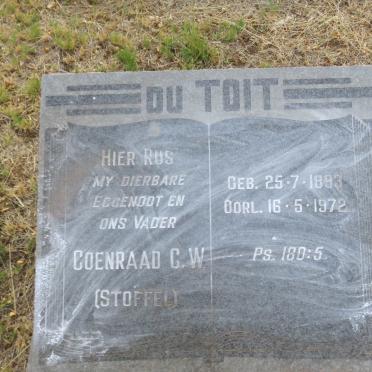 DU TOIT
HIER RUS
MY DIERBARE
EGGENOOT EN
ONS VADER
COENRAAD C. W.
(STOFFEL)
GEB. 25·7·1893
OORL. 16·5·1972
PS. 180:5.